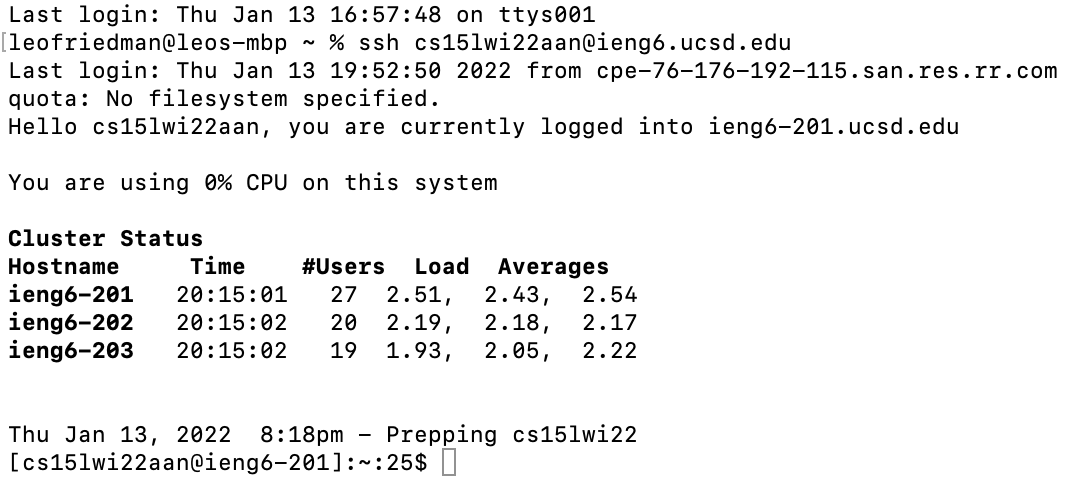 Last login: Thu Jan 13 16:57:48 on ttys001
[leofriedman@leos-mbp ~ % ssh cs15lwi22aan@ieng6.ucsd.edu
Last login: Thu Jan 13 19:52:50 2022 from cpe-76-176-192-115.san.res.rr.com
quota: No filesystem specified.
Hello cs15lwi22aan, you are currently logged into ieng6-201.ucsd.edu
You are using 0% CPU on this system
Cluster Status
Hostname Time #Users Load Averages
ieng6-201 20:15:01 27 2.51, 2.43, 2.54
ieng6-202 20:15:02 20 2.19, 2.18, 2.17
ieng6-203 20:15:02 19 1.93, 2.05, 2.22
Thu Jan 13, 2022 8:18pm - Prepping cs15lwi22
[cs15lwi22aan@ieng6-201]:~:25$